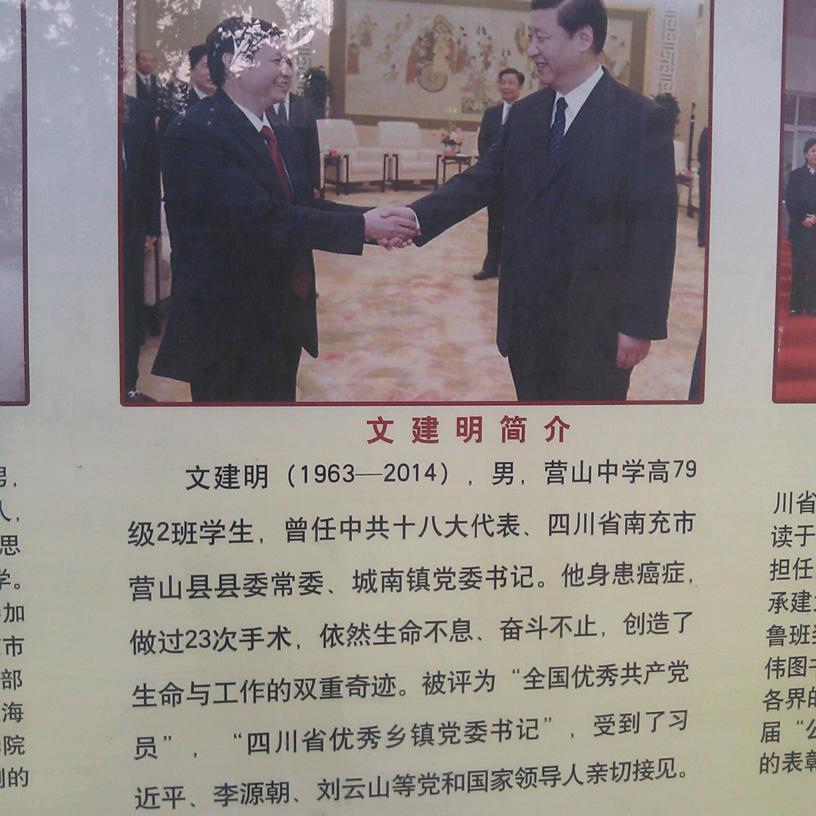 文建明简介
文建明（1963—2014），男，营山中学高79
级2班学生，曾任中共十八大代表、四川省南充市
营山县县委常委、城南镇党委书记。他身患癌症，
做过23次手术，依然生命不息、奋斗不止，创造了
生命与工作的双重奇迹。被评为“全国优秀共产党
员”，“四川省优秀乡镇党委书记”，受到了习
近平、李源朝、刘云山等党和国家领导人亲切接见。
男，
人，
思
学。
加
市
部
海
学院
的
川省
读于
担任
承建
鲁班
伟图
各界的
届“公
的表彰